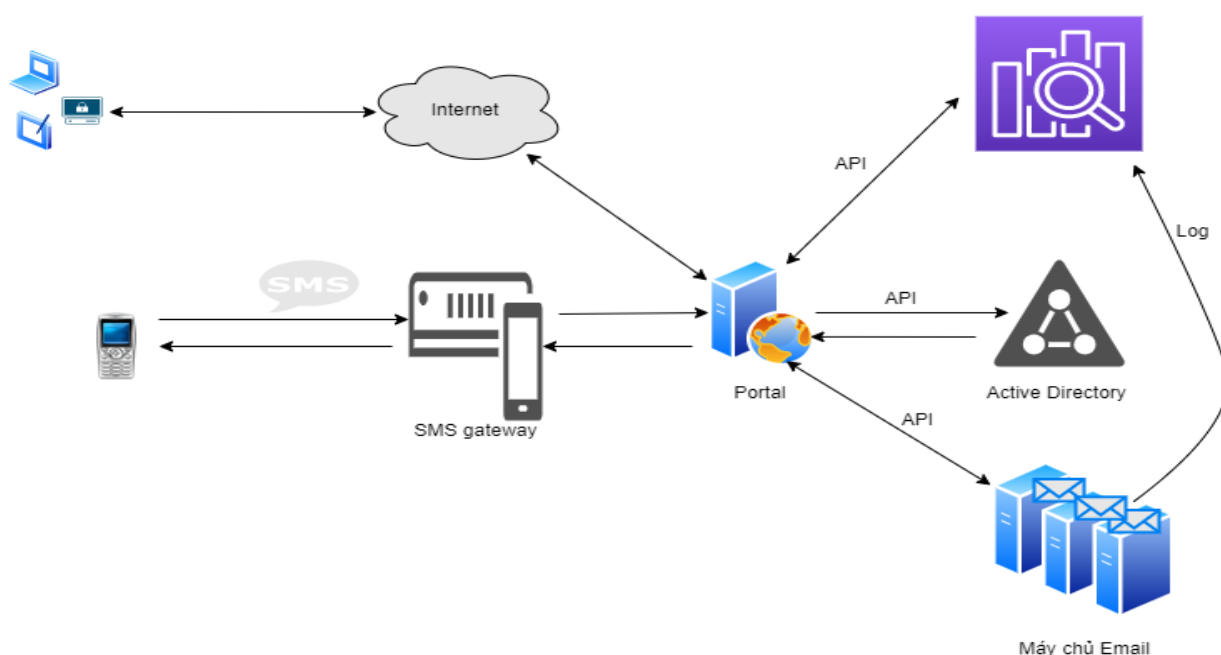 Internet
API
Log
SMS
API
Portal
Active Directory
API
SMS gateway
Máy chủ Email